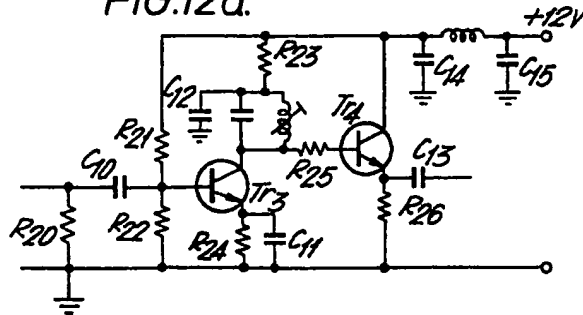 FIG.12a.
+12V
R23
C12
C14
C15
R21
Tr4
C10
R25
C13
Tr3
R20
R22
R24
C11
R26